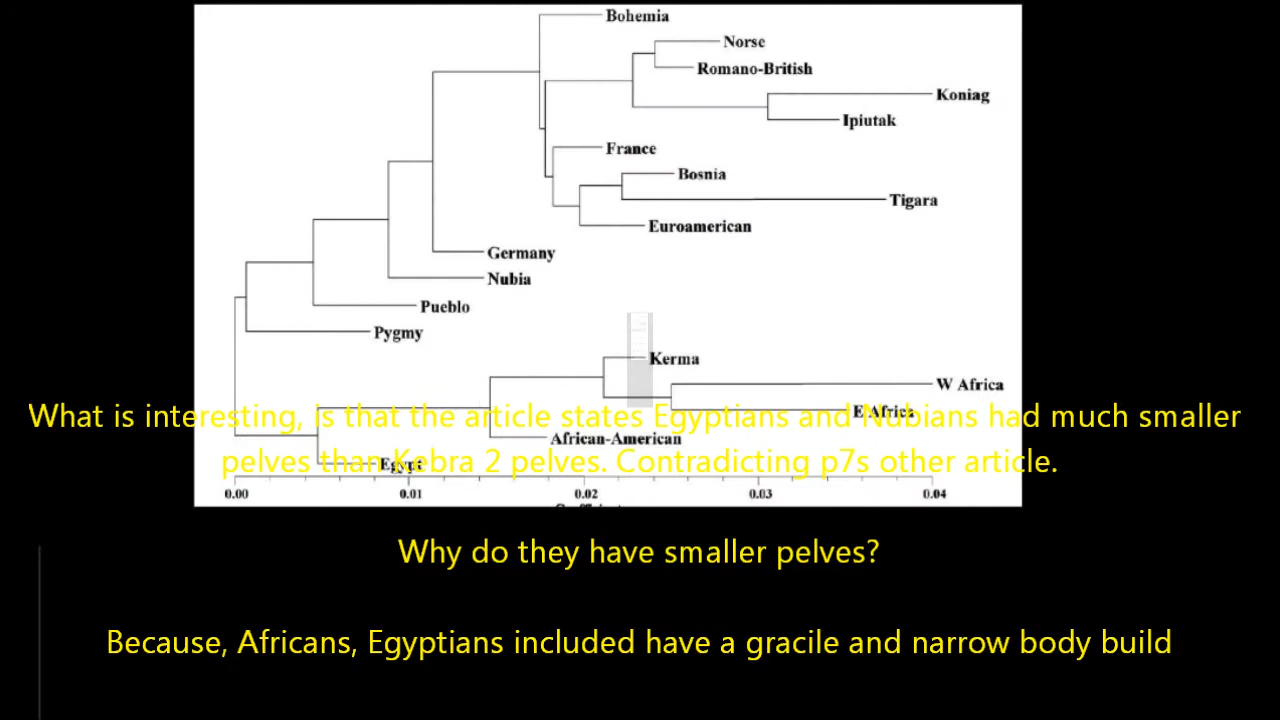 Bohemia
Norse
Romano-British
Koniag
Ipiutak
France
Bosnia
Tigara
Euroamerican
Germany
Nubia
Pueblo
Pygmy
Kerma
W Africa
E Africa
What is interesting, is that the article states Egyptians and Nubians had much smaller
African-American
pelves than Kebra 2 pelves. Contradicting p7s other article.
Egypt
0.00 0.01 0.02 0.03 0.04
Why do they have smaller pelves?
Because, Africans, Egyptians included have a gracile and narrow body build